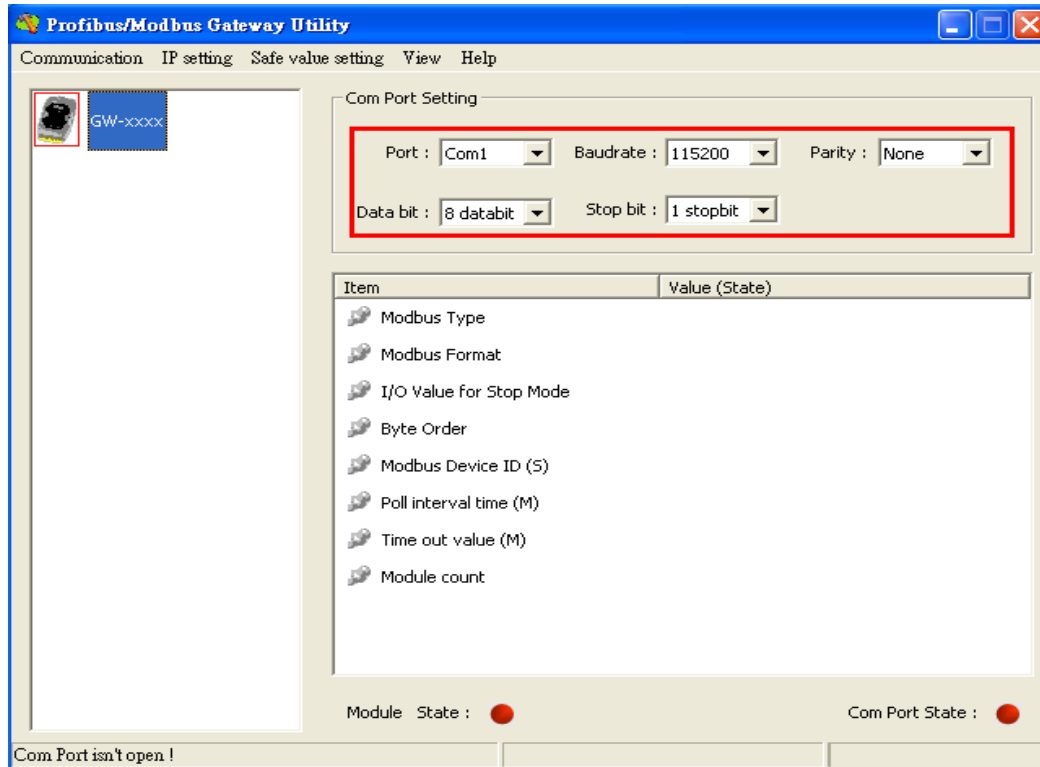 Profibus/Modbus Gateway Utility
Communication IP setting Safe value setting View Help
GW-xxxx
Com Port Setting
Port : Com1 Baudrate : 115200 Parity : None
Data bit : 8 databit Stop bit : 1 stopbit
Item Value (State)
Modbus Type
Modbus Format
I/O Value for Stop Mode
Byte Order
Modbus Device ID (S)
Poll interval time (M)
Time out value (M)
Module count
Module State : Com Port State :
Com Port isn't open !